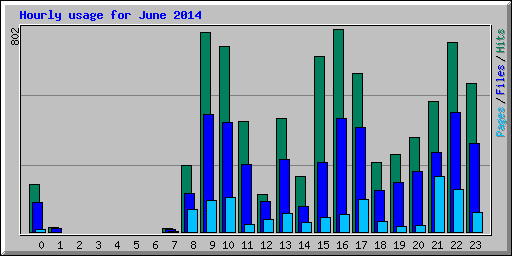 Hourly usage for June 2014
802
Pages/Files/Hits
0 1 2 3 4 5 6 7 8 9 10 11 12 13 14 15 16 17 18 19 20 21 22 23